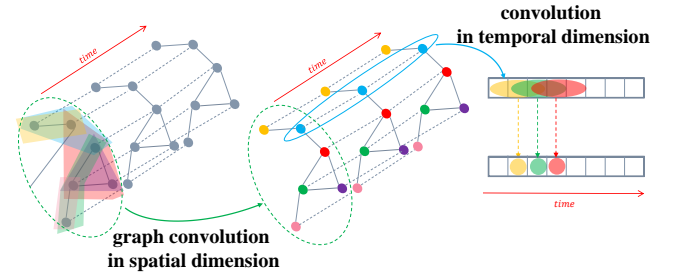 convolution
in temporal dimension
time
time
time
graph convolution
in spatial dimension